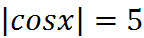 |cosx| = 5